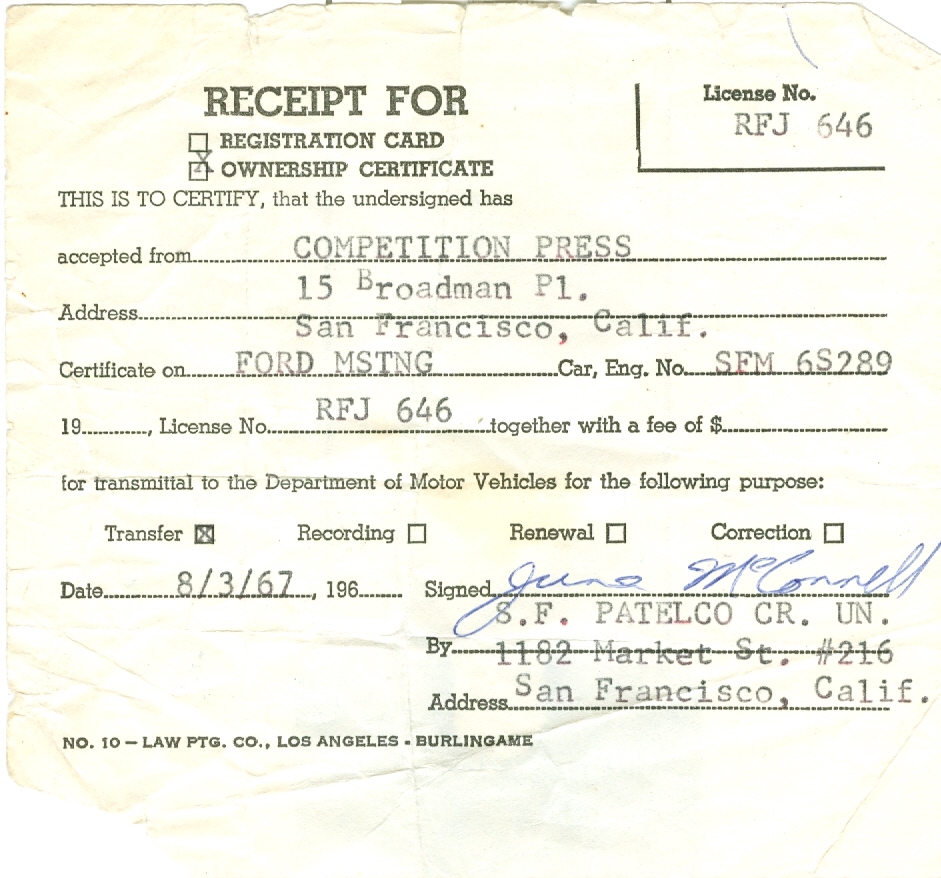 RECEIPT FOR
License No.
RFJ 646
☐ REGISTRATION CARD
☒ OWNERSHIP CERTIFICATE
THIS IS TO CERTIFY, that the undersigned has
accepted from COMPETITION PRESS
15 Broadman Pl.
Address
San Francisco, Calif.
Certificate on FORD MSTNG Car, Eng. No. SFM 6S289
19........, License No. RFJ 646 together with a fee of $
for transmittal to the Department of Motor Vehicles for the following purpose:
Transfer ☒ Recording ☐ Renewal ☐ Correction ☐
Date 8/3/67, 196 Signed June McConnell
S.F. PATELCO CR. UN.
By 1182 Market St. #216
Address San Francisco, Calif.
NO. 10 — LAW PTG. CO., LOS ANGELES - BURLINGAME